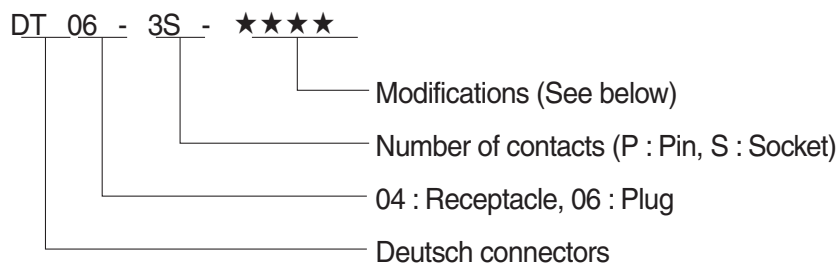 DT 06 - 3S - ★★★★
Modifications (See below)
Number of contacts (P : Pin, S : Socket)
04 : Receptacle, 06 : Plug
Deutsch connectors